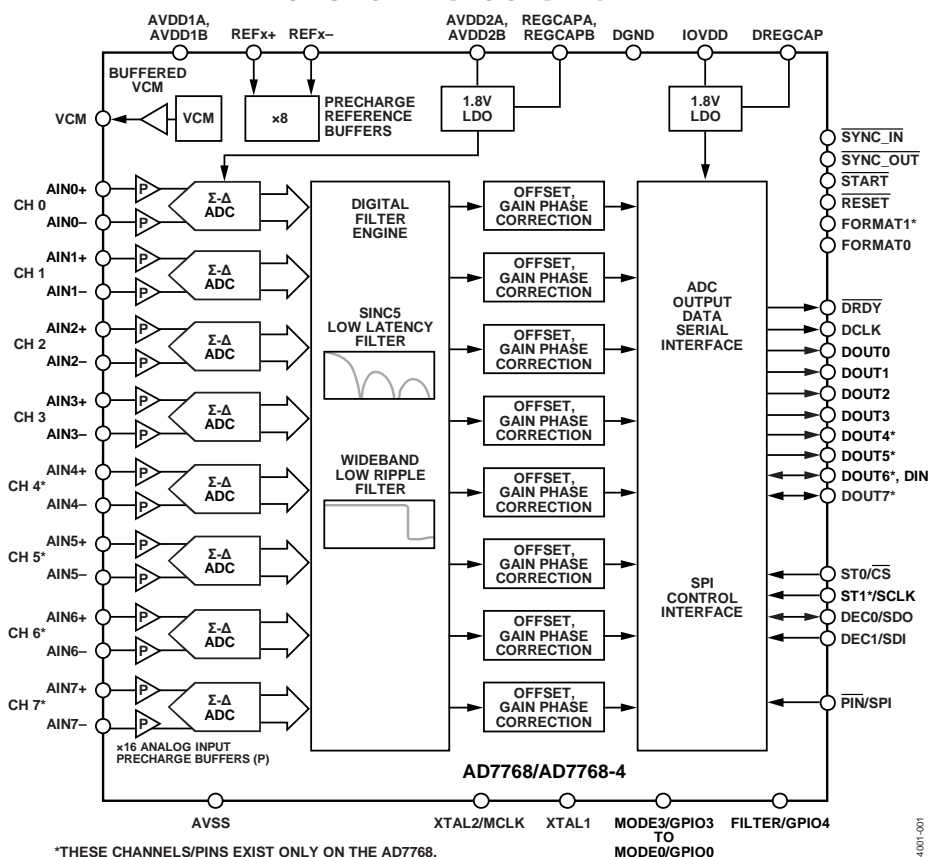 AVDD1A,
AVDD1B
REFx+
REFx–
AVDD2A,
AVDD2B
REGCAPA,
REGCAPB
DGND
IOVDD
DREGCAP
BUFFERED
VCM
VCM
VCM
×8
PRECHARGE
REFERENCE
BUFFERS
1.8V
LDO
1.8V
LDO
SYNC_IN
SYNC_OUT
START
RESET
FORMAT1*
FORMAT0
CH 0
AIN0+
AIN0–
P
P
Σ-Δ
ADC
CH 1
AIN1+
AIN1–
P
P
Σ-Δ
ADC
CH 2
AIN2+
AIN2–
P
P
Σ-Δ
ADC
CH 3
AIN3+
AIN3–
P
P
Σ-Δ
ADC
CH 4*
AIN4+
AIN4–
P
P
Σ-Δ
ADC
CH 5*
AIN5+
AIN5–
P
P
Σ-Δ
ADC
CH 6*
AIN6+
AIN6–
P
P
Σ-Δ
ADC
CH 7*
AIN7+
AIN7–
P
P
Σ-Δ
ADC
×16 ANALOG INPUT
PRECHARGE BUFFERS (P)
DIGITAL
FILTER
ENGINE
SINC5
LOW LATENCY
FILTER
WIDEBAND
LOW RIPPLE
FILTER
OFFSET,
GAIN PHASE
CORRECTION
OFFSET,
GAIN PHASE
CORRECTION
OFFSET,
GAIN PHASE
CORRECTION
OFFSET,
GAIN PHASE
CORRECTION
OFFSET,
GAIN PHASE
CORRECTION
OFFSET,
GAIN PHASE
CORRECTION
OFFSET,
GAIN PHASE
CORRECTION
OFFSET,
GAIN PHASE
CORRECTION
ADC
OUTPUT
DATA
SERIAL
INTERFACE
SPI
CONTROL
INTERFACE
DRDY
DCLK
DOUT0
DOUT1
DOUT2
DOUT3
DOUT4*
DOUT5*
DOUT6*, DIN
DOUT7*
ST0/CS
ST1*/SCLK
DEC0/SDO
DEC1/SDI
PIN/SPI
AD7768/AD7768-4
AVSS
XTAL2/MCLK
XTAL1
MODE3/GPIO3
TO
MODE0/GPIO0
FILTER/GPIO4
*THESE CHANNELS/PINS EXIST ONLY ON THE AD7768.
4001-001